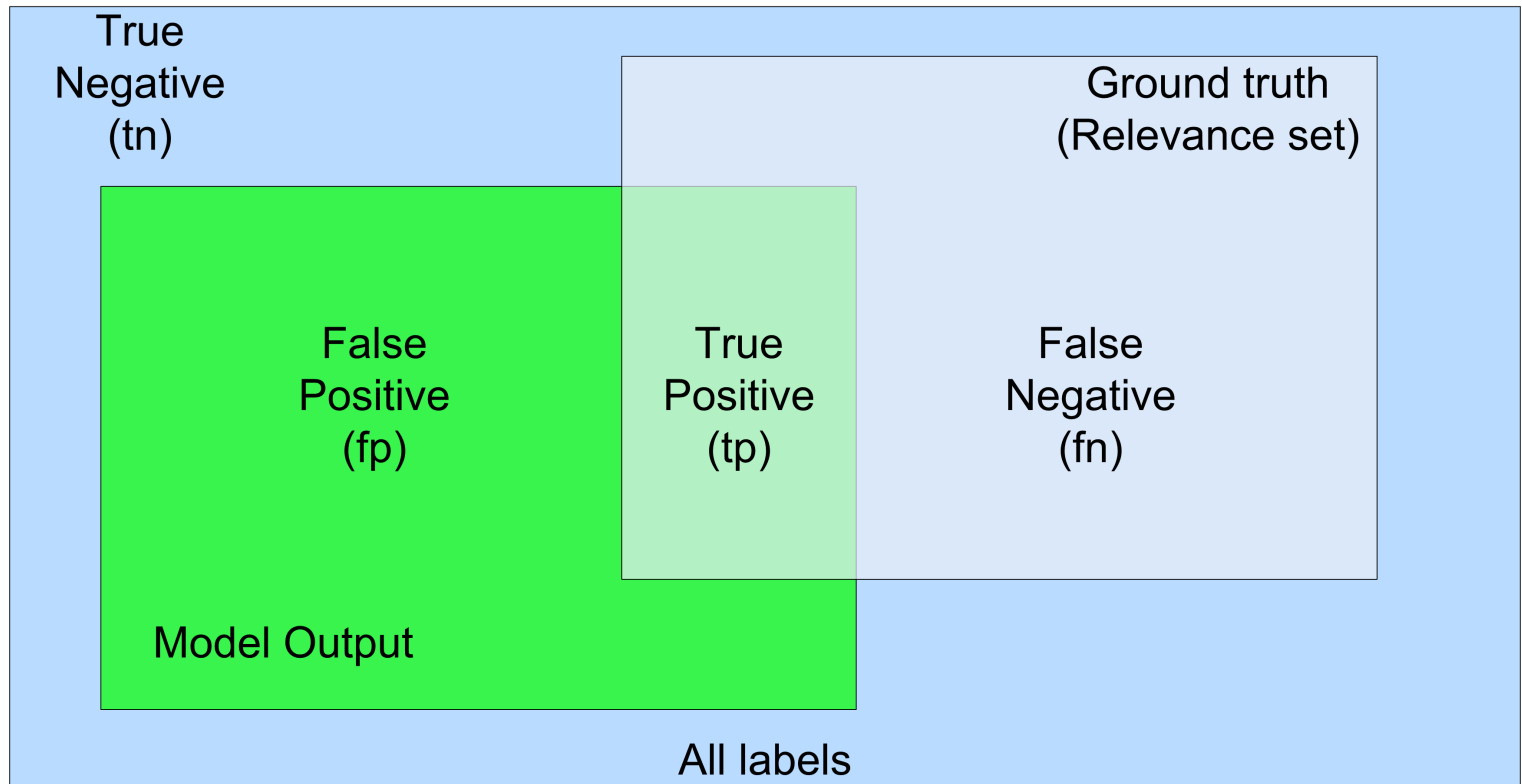 True
Negative
(tn)
Ground truth
(Relevance set)
False
Positive
(fp)
True
Positive
(tp)
False
Negative
(fn)
Model Output
All labels